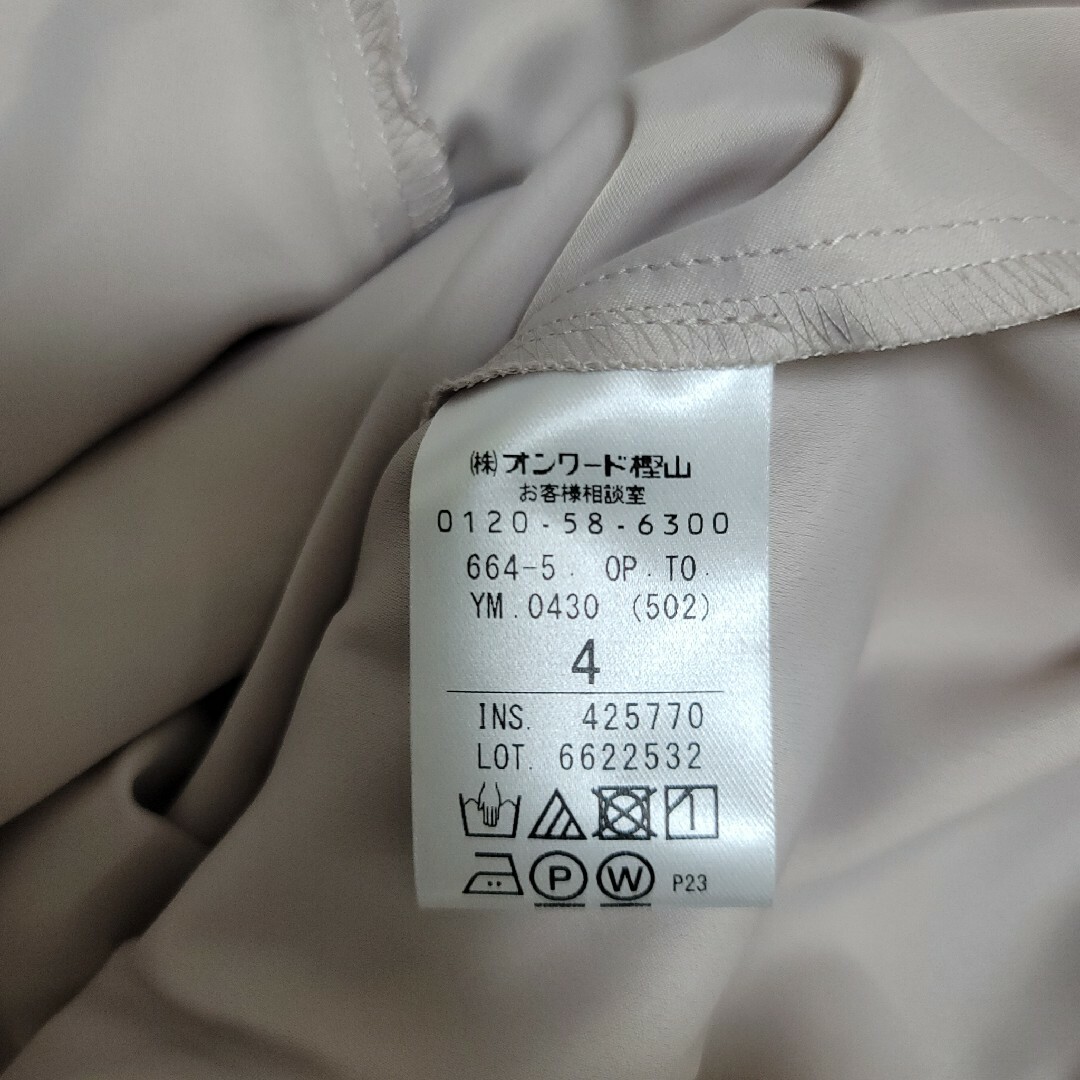 ㈱オンワード樫山
お客様相談室
0120-58-6300
664-5. OP.TO.
YM.0430 (502)
4
INS. 425770
LOT. 6622532
P W P23